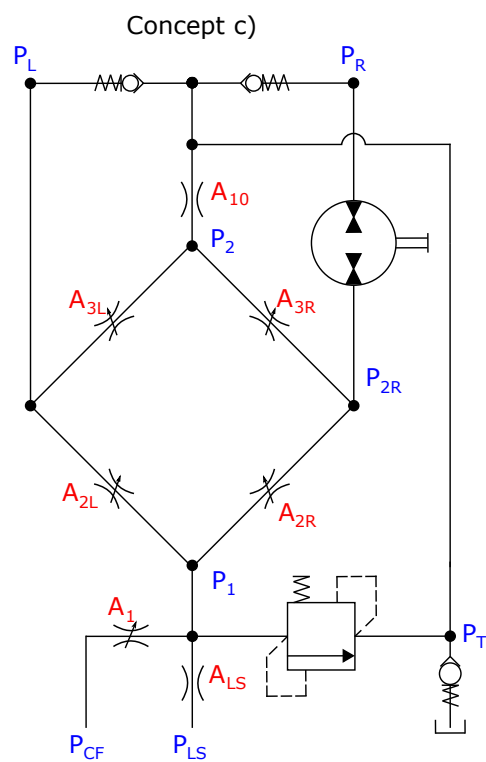 Concept c)
P_L
P_R
A_10
P_2
A_3L
A_3R
P_2R
A_2L
A_2R
P_1
A_1
P_T
A_LS
P_CF
P_LS